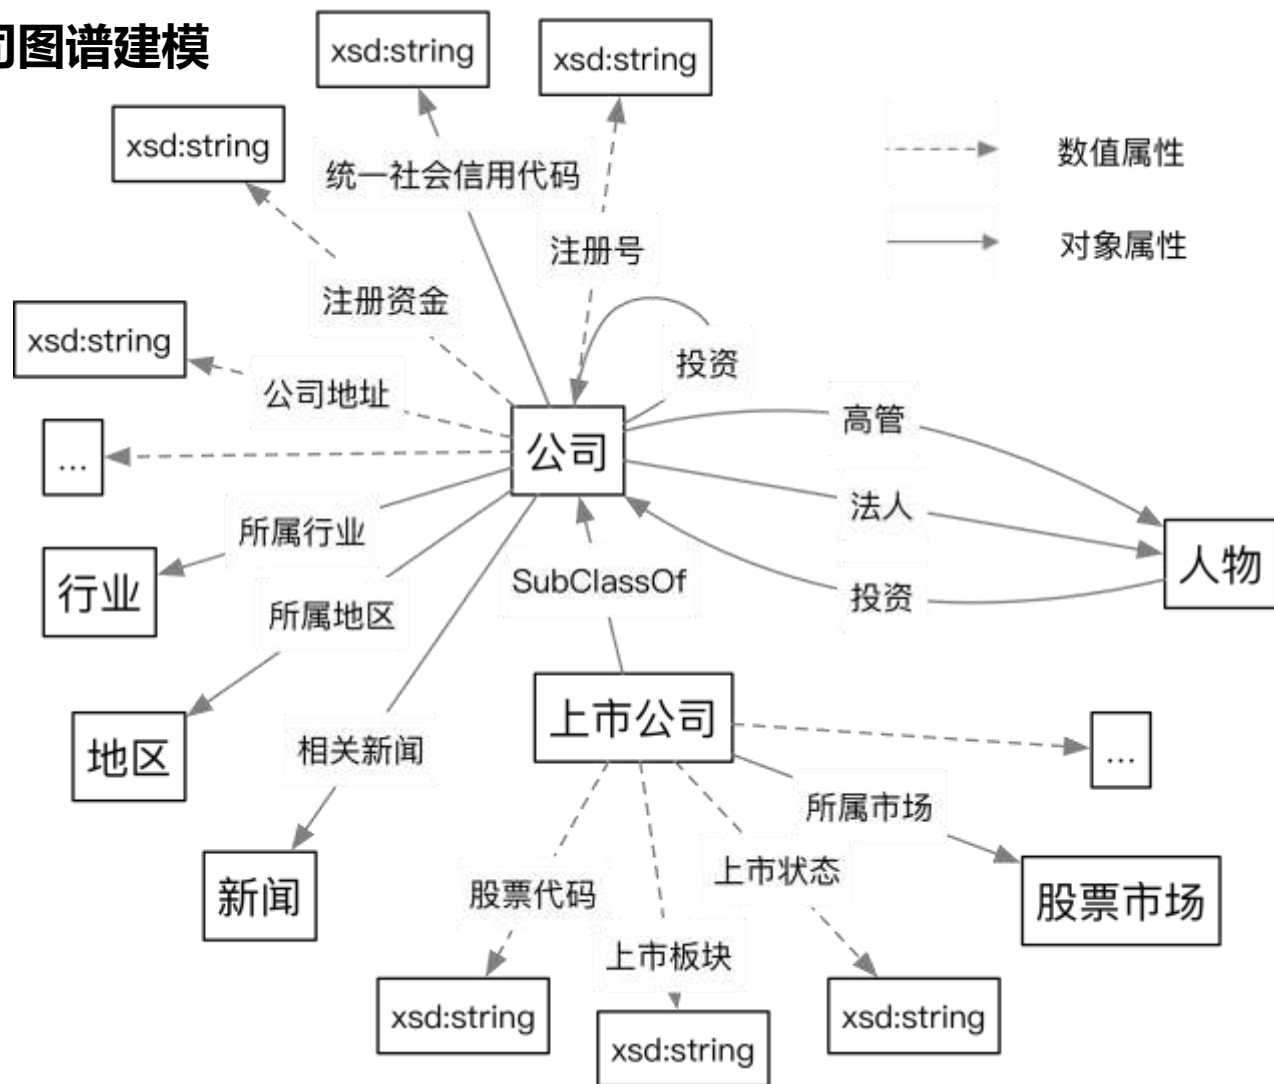 司图谱建模
xsd:string
xsd:string
xsd:string
数值属性
统一社会信用代码
注册号
对象属性
注册资金
xsd:string
投资
公司地址
高管
...
公司
法人
所属行业
人物
SubClassOf
行业
投资
所属地区
上市公司
地区
相关新闻
...
所属市场
上市状态
股票代码
新闻
股票市场
上市板块
xsd:string
xsd:string
xsd:string